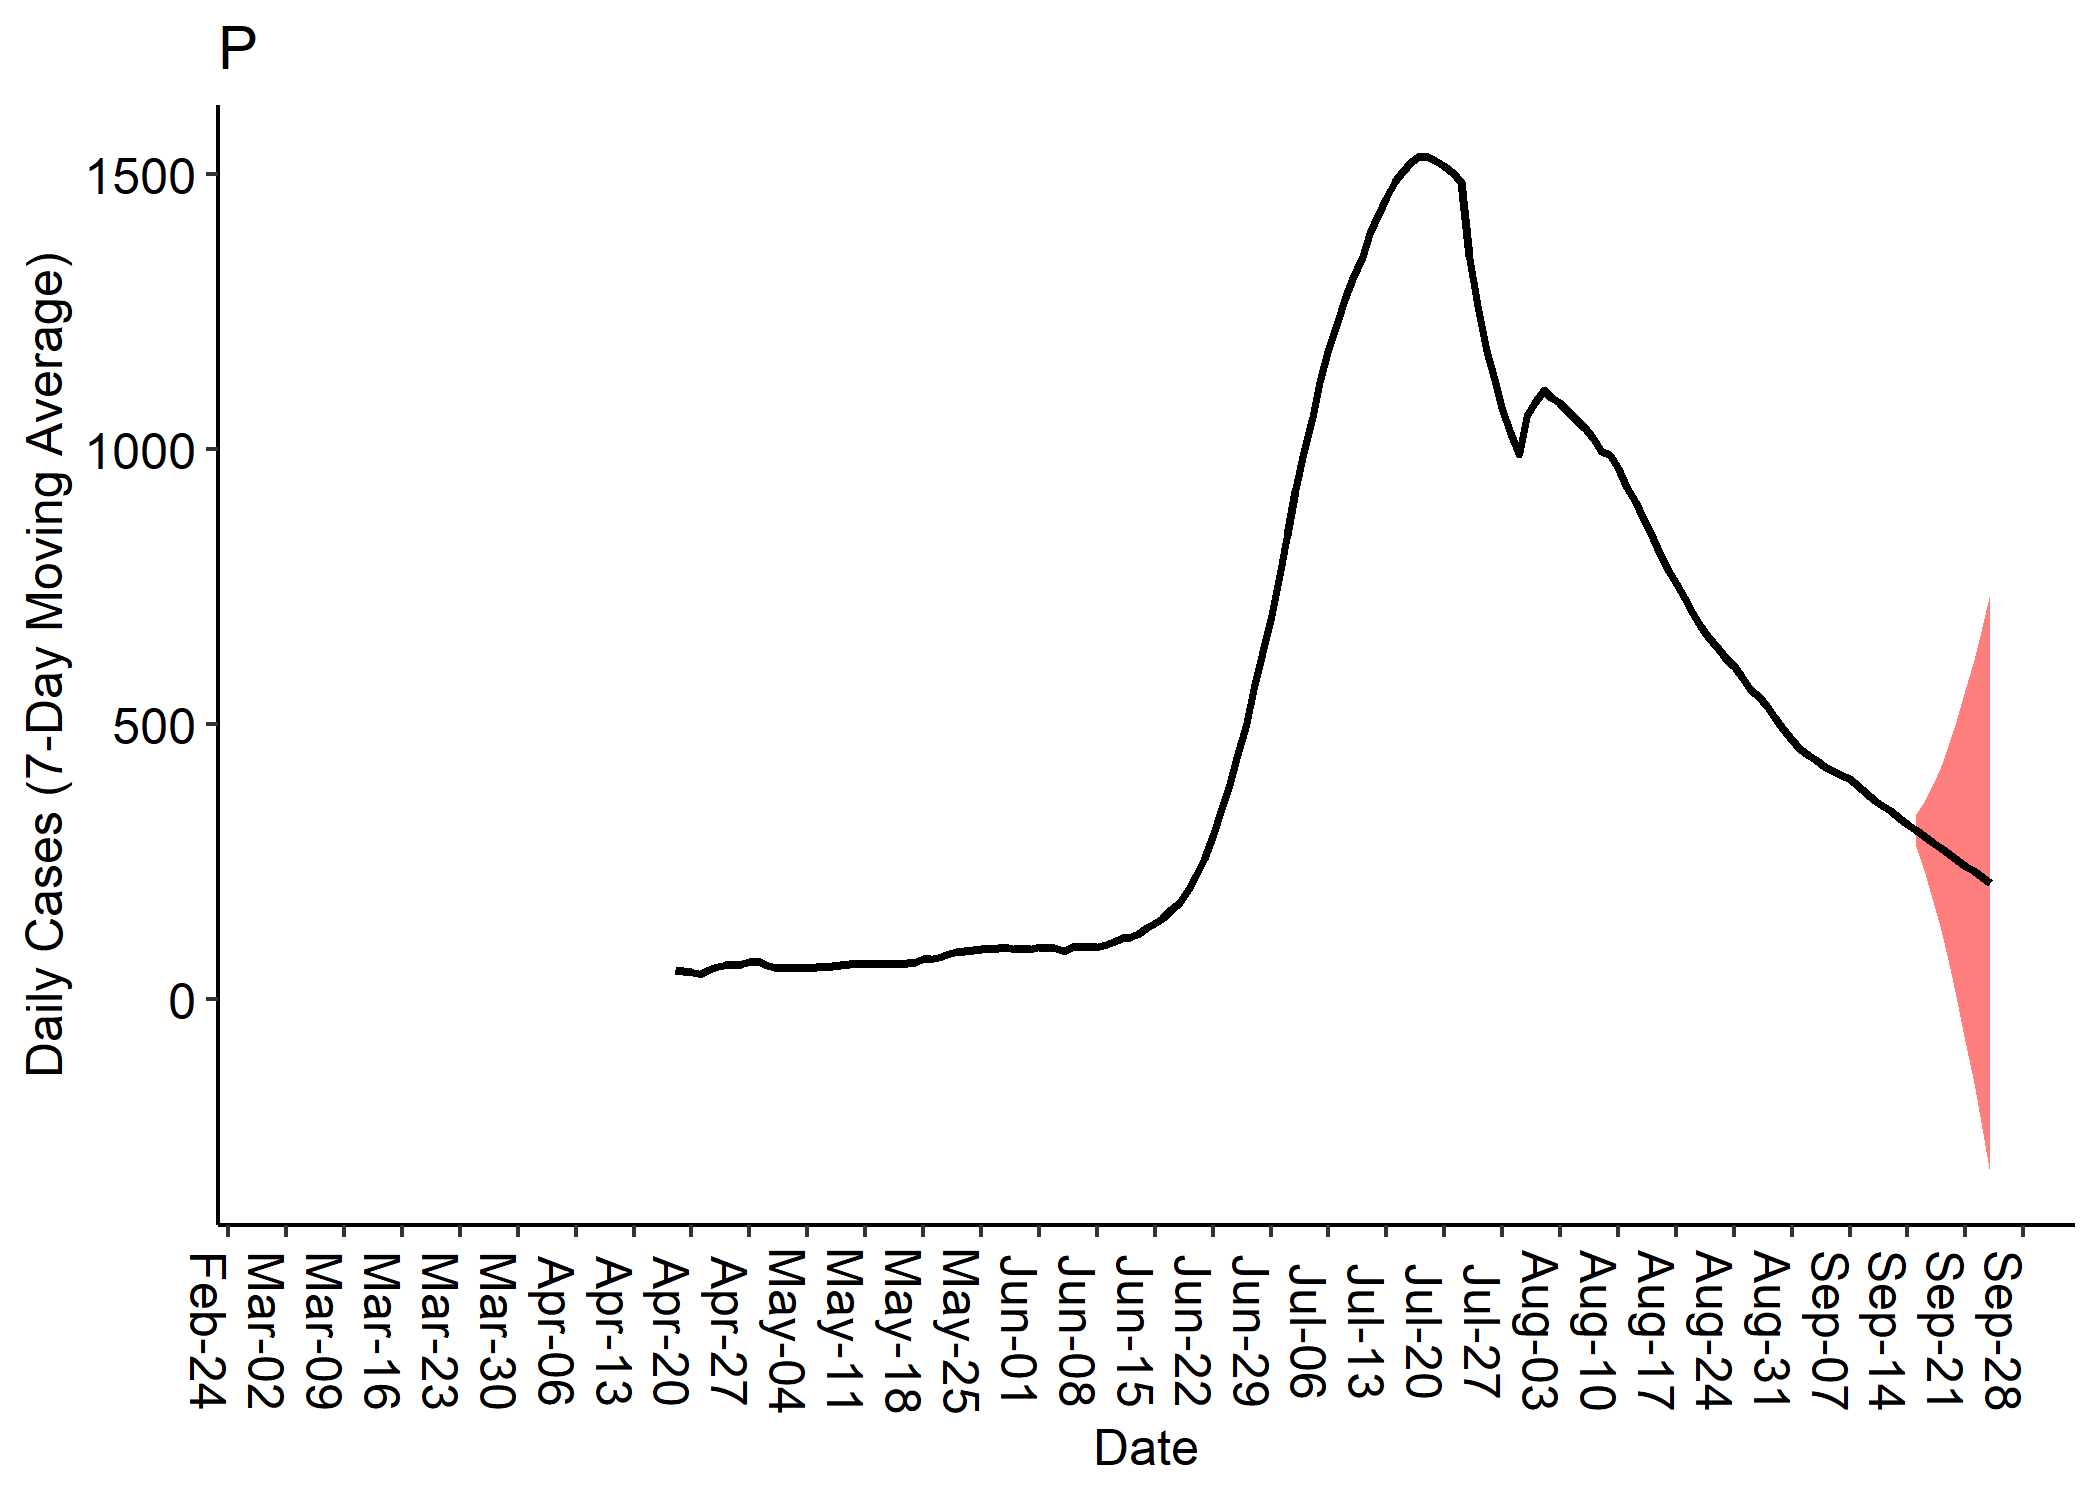 P
Daily Cases (7-Day Moving Average)
1500
1000
500
0
Feb-24
Mar-02
Mar-09
Mar-16
Mar-23
Mar-30
Apr-06
Apr-13
Apr-20
Apr-27
May-04
May-11
May-18
May-25
Jun-01
Jun-08
Jun-15
Jun-22
Jun-29
Jul-06
Jul-13
Jul-20
Jul-27
Aug-03
Aug-10
Aug-17
Aug-24
Aug-31
Sep-07
Sep-14
Sep-21
Sep-28
Date